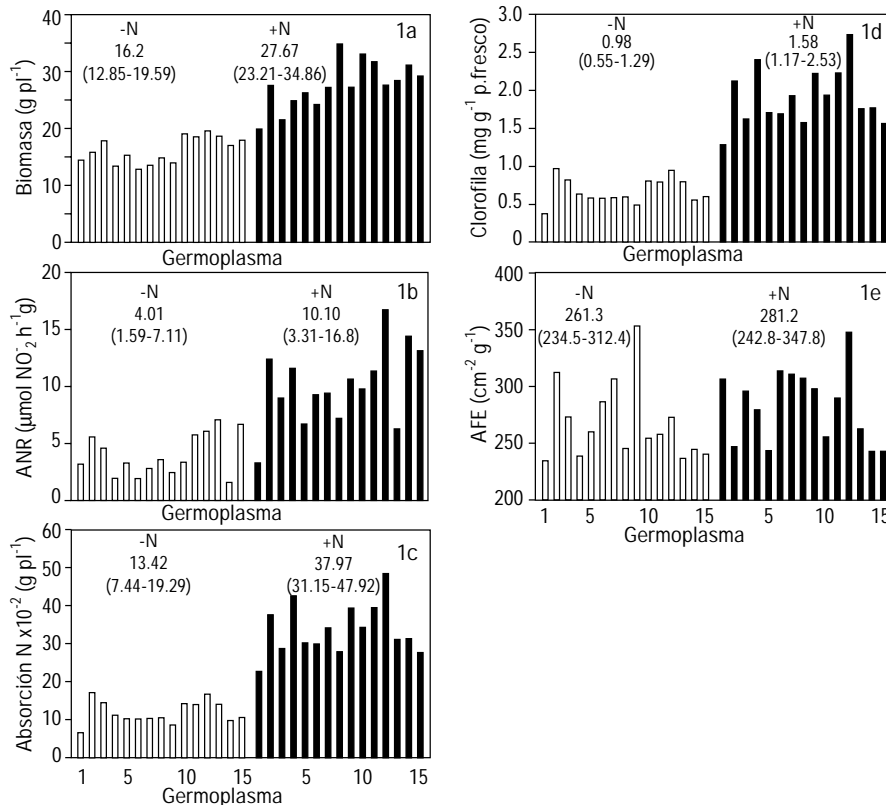 -N +N 1a
16.2 27.67
(12.85-19.59) (23.21-34.86)
40
30
20
10
0
Biomasa (g pl⁻¹)
Germoplasma
-N +N 1b
4.01 10.10
(1.59-7.11) (3.31-16.8)
20
15
10
5
0
ANR (µmol NO₂⁻ h⁻¹g)
Germoplasma
-N +N 1c
13.42 37.97
(7.44-19.29) (31.15-47.92)
60
50
40
30
20
10
0
Absorción N x10⁻² (g pl⁻¹)
1 5 10 15 5 10 15
Germoplasma
-N +N 1d
0.98 1.58
(0.55-1.29) (1.17-2.53)
3.0
2.5
2.0
1.5
1.0
0.5
0.0
Clorofila (mg g⁻¹ p.fresco)
Germoplasma
-N +N 1e
261.3 281.2
(234.5-312.4) (242.8-347.8)
400
350
300
250
200
AFE (cm⁻² g⁻¹)
1 5 10 15 5 10 15
Germoplasma